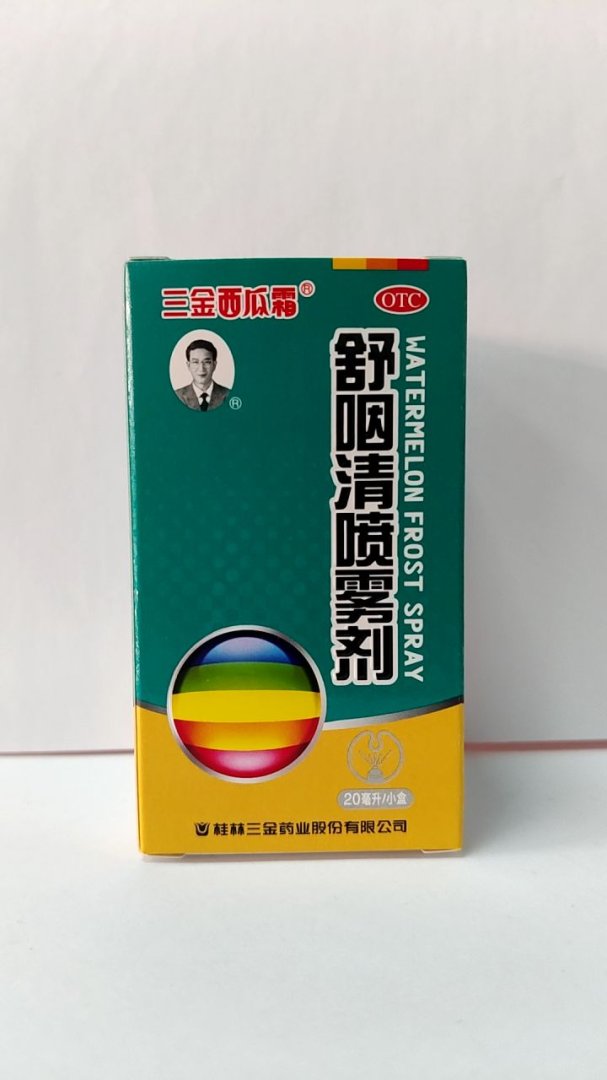 三金西瓜霜®
OTC
®
舒咽清喷雾剂
WATERMELON FROST SPRAY
20毫升/小盒
桂林三金药业股份有限公司